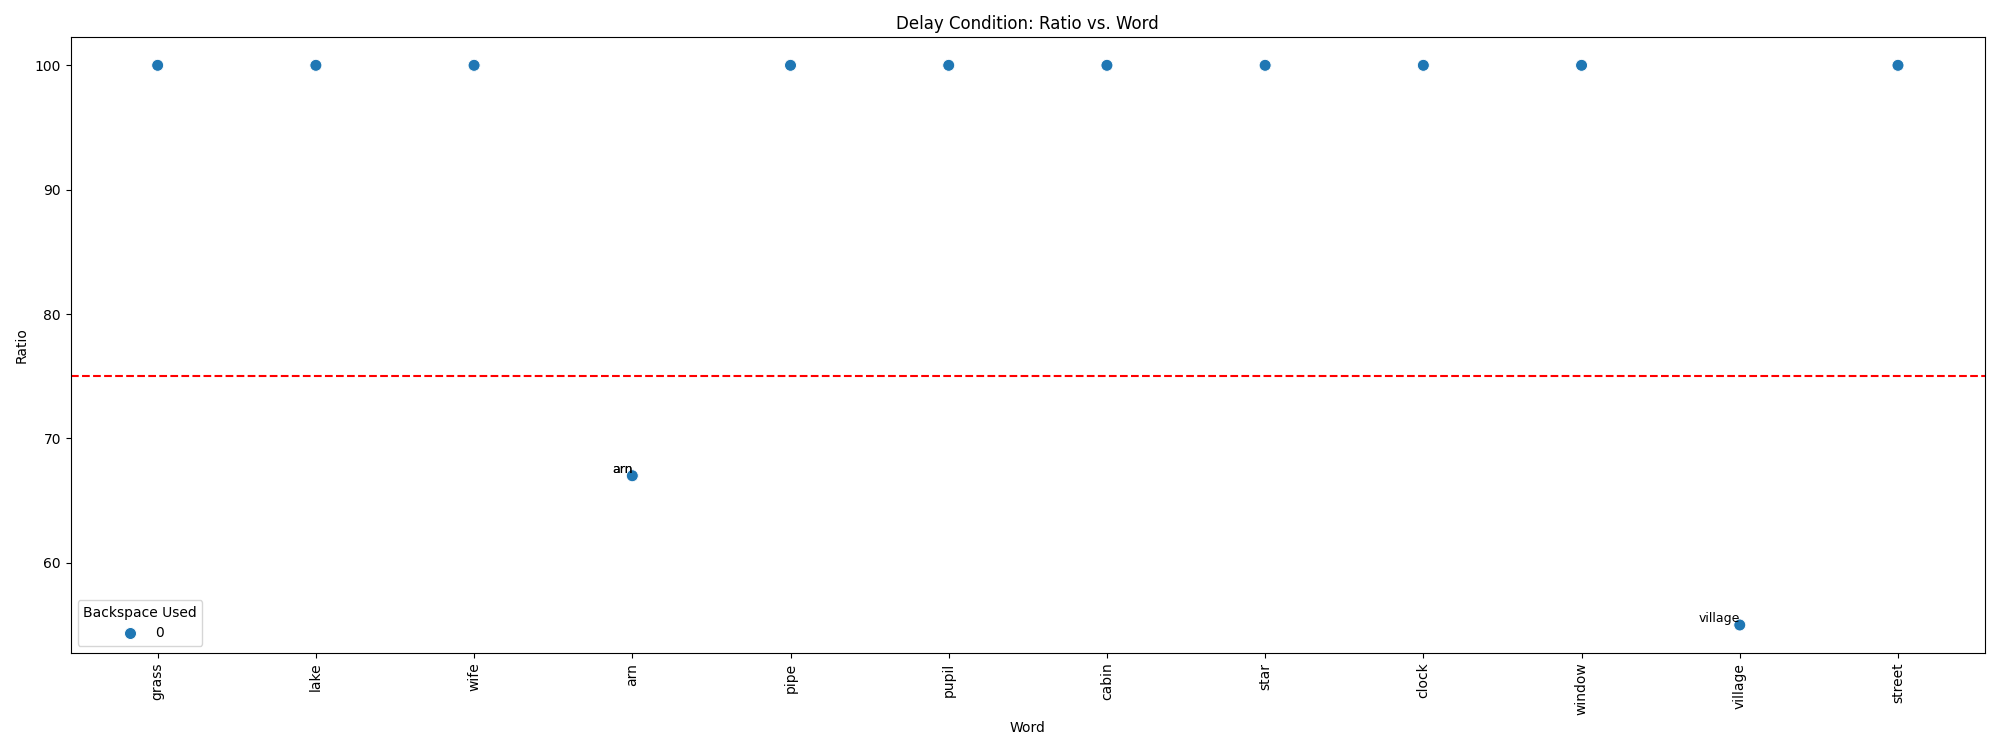 Delay Condition: Ratio vs. Word
100
90
80
70
60
Ratio
arn
village
Backspace Used
0
grass
lake
wife
arn
pipe
pupil
cabin
star
clock
window
village
street
Word